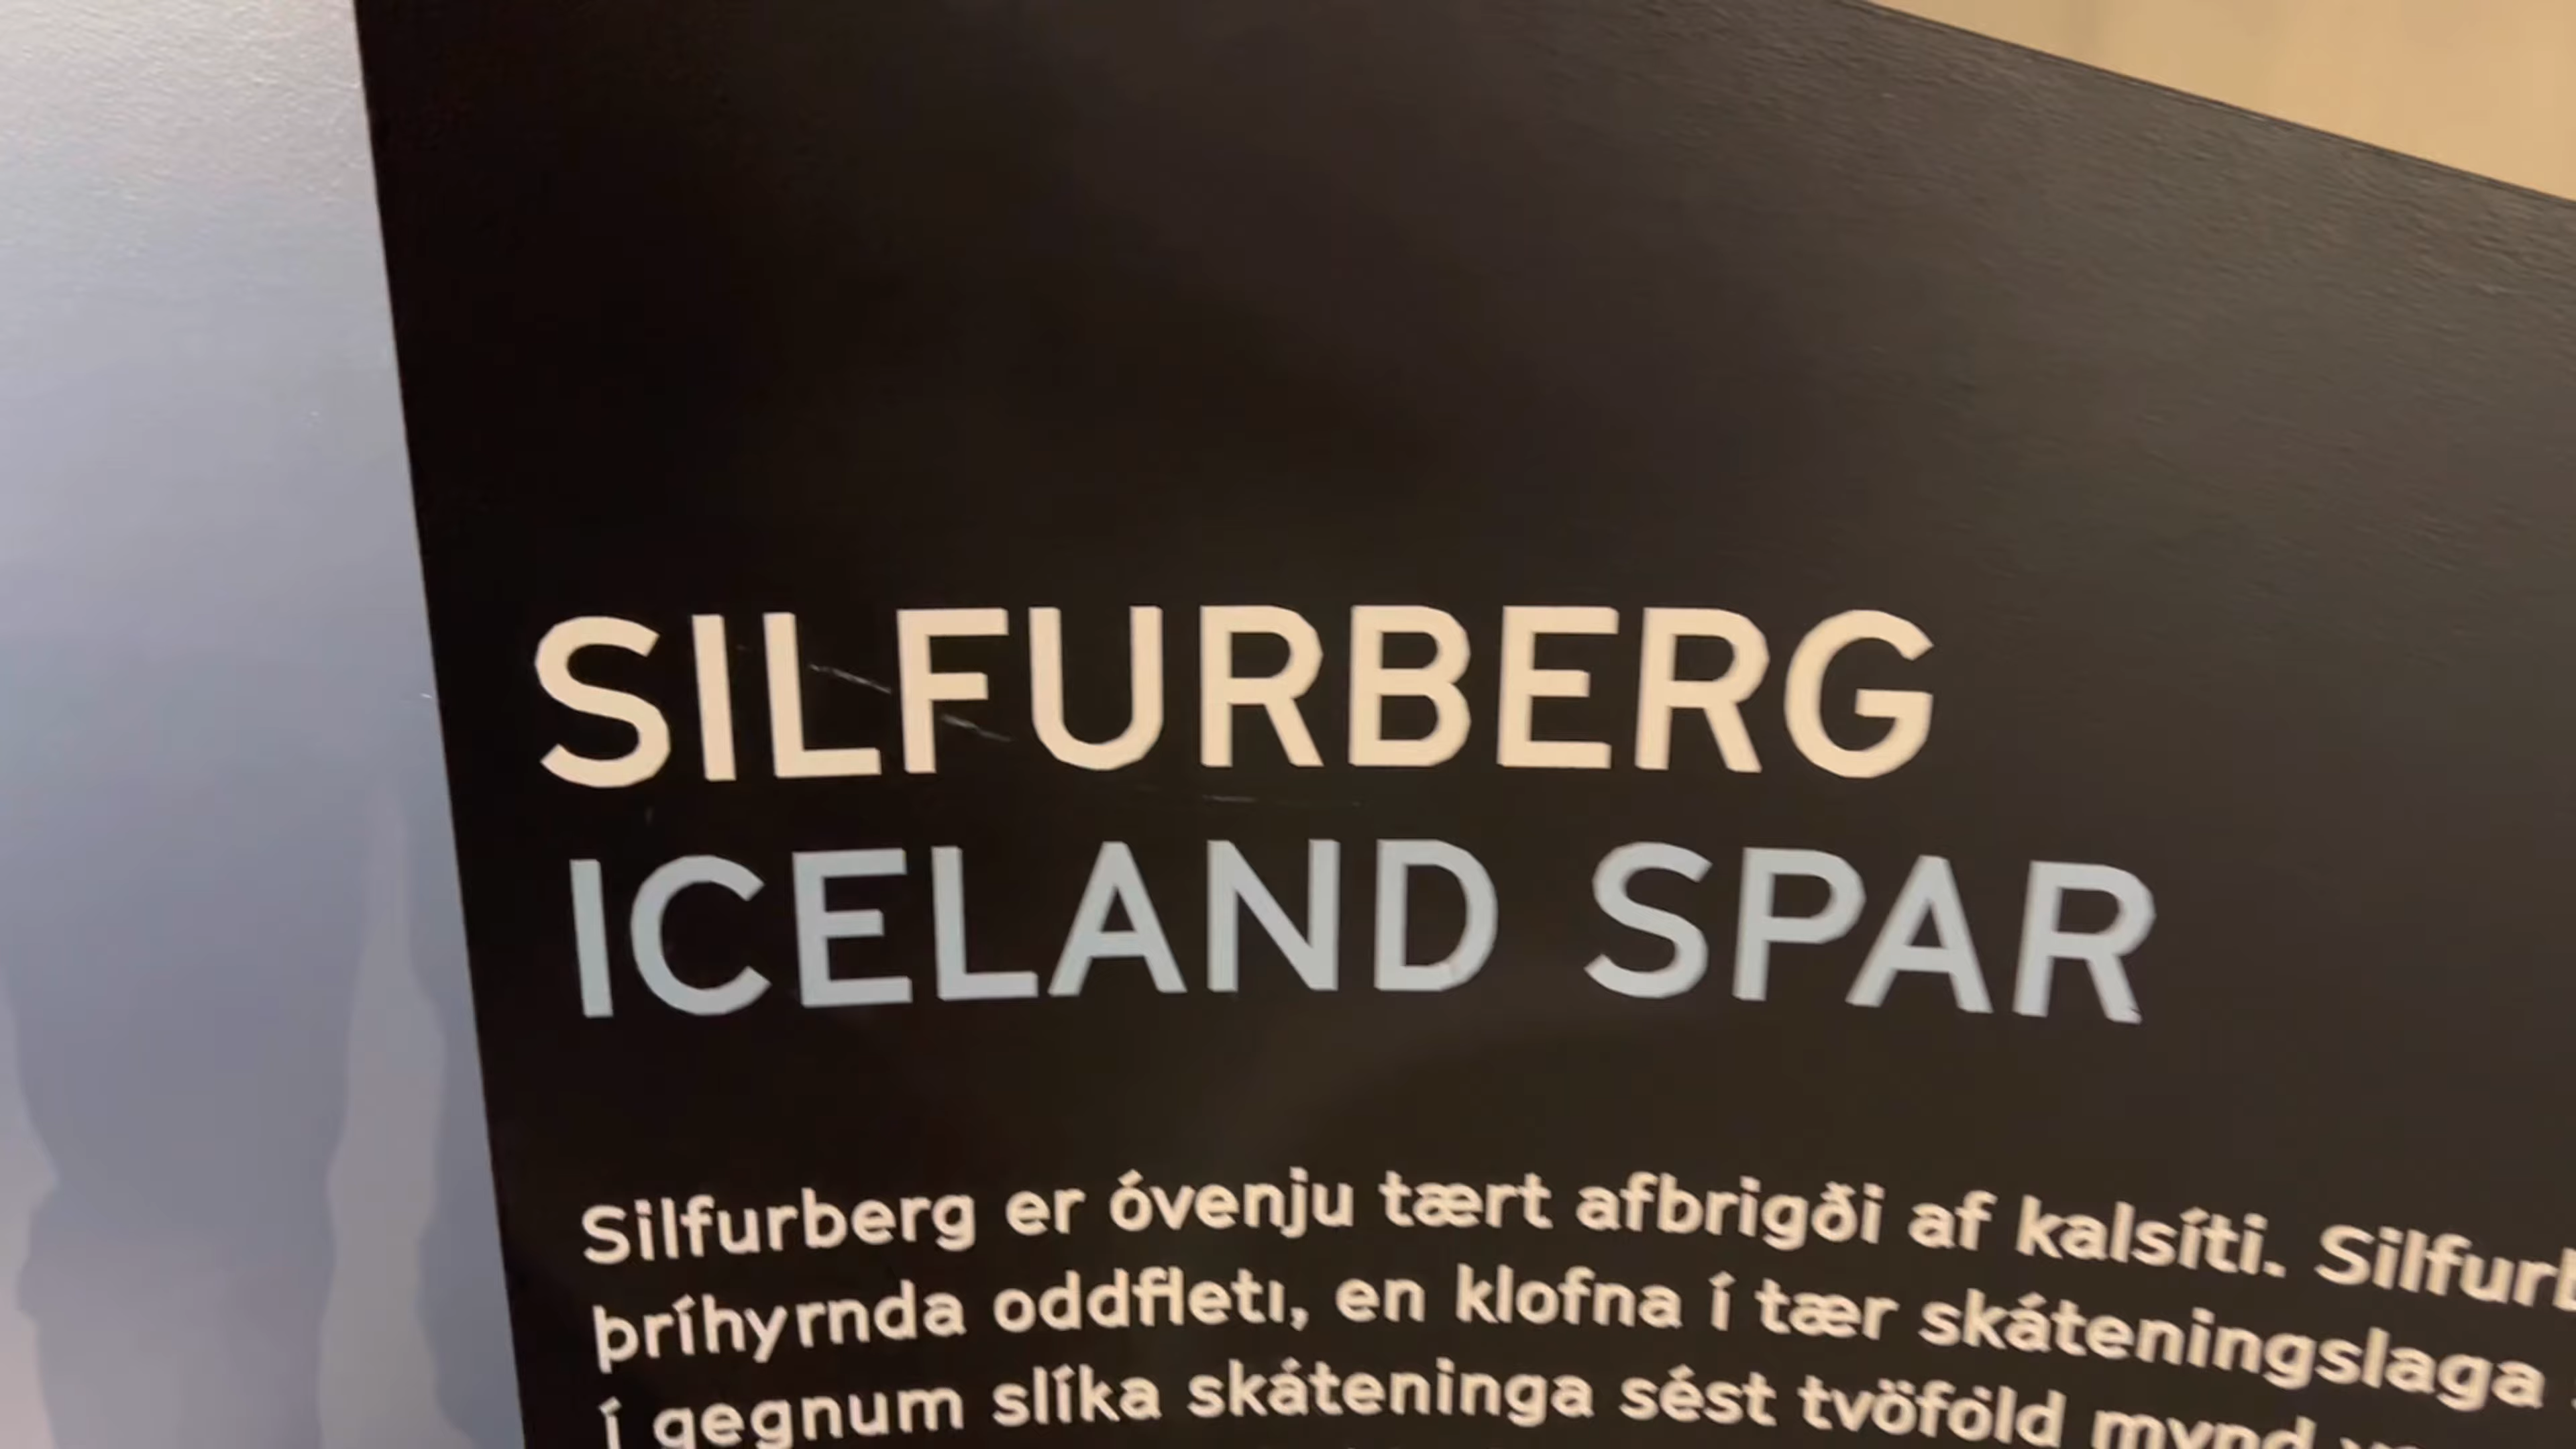 SILFURBERG
ICELAND SPAR
Silfurberg er óvenju tært afbrigði af kalsíti.
þríhyrnda oddfleti, en klofna í tær skáteningslaga
í gegnum slíka skáteninga sést tvöföld mynd